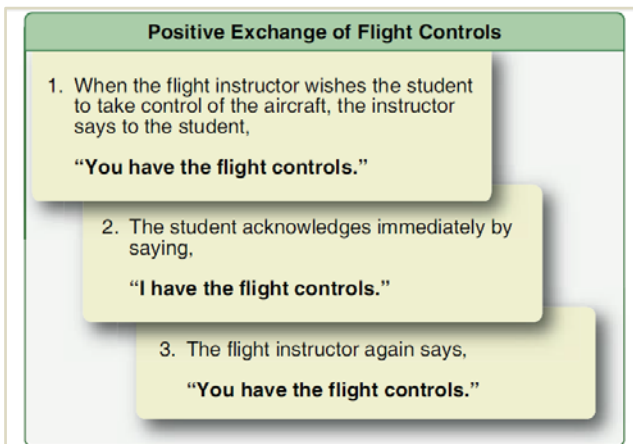 Positive Exchange of Flight Controls
1. When the flight instructor wishes the student
to take control of the aircraft, the instructor
says to the student,
“You have the flight controls.”
2. The student acknowledges immediately by
saying,
“I have the flight controls.”
3. The flight instructor again says,
“You have the flight controls.”